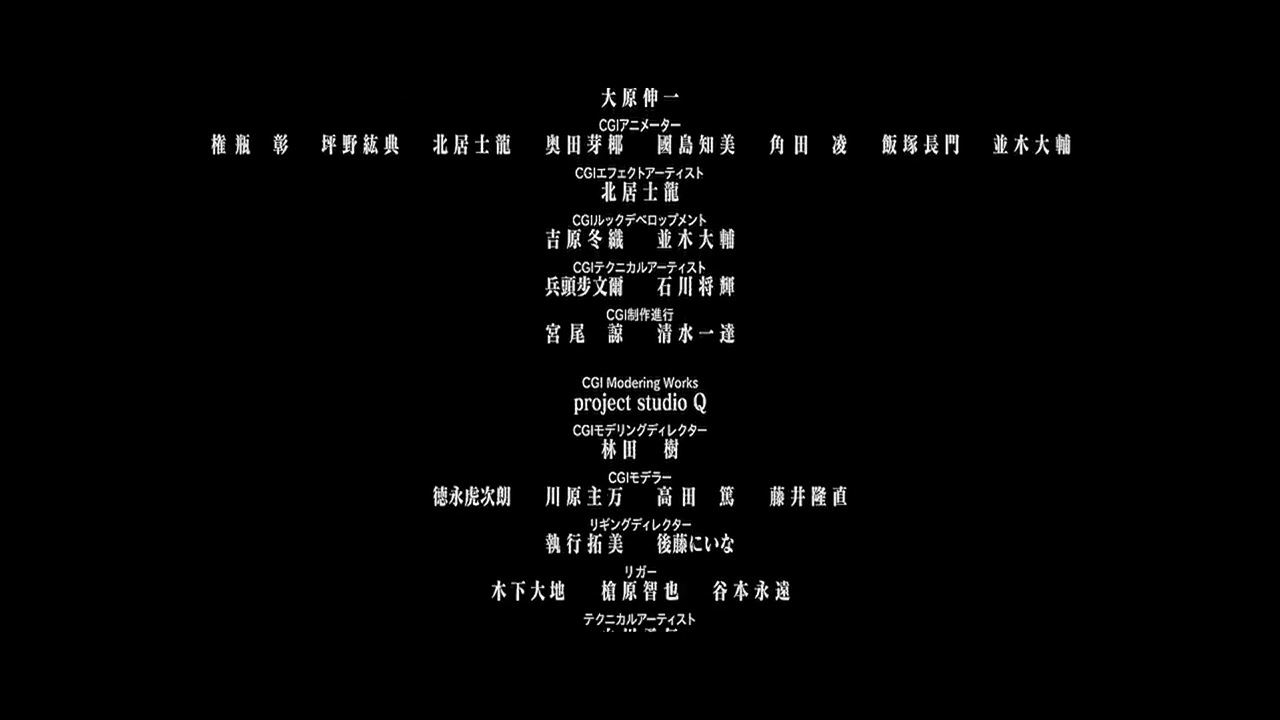 大原伸一
CGIアニメーター
権瓶 彰 坪野紘典 北居士龍 奥田芽椰 國島知美 角田 凌 飯塚長門 並木大輔
CGIエフェクトアーティスト
北居士龍
CGIルックデベロップメント
吉原冬織 並木大輔
CGIテクニカルアーティスト
兵頭歩文爾 石川将輝
CGI制作進行
宮尾 諒 清水一達
CGI Modering Works
project studio Q
CGIモデリングディレクター
林田 樹
CGIモデラー
徳永虎次朗 川原主万 高田 篤 藤井隆直
リギングディレクター
執行拓美 後藤にいな
リガー
木下大地 槍原智也 谷本永遠
テクニカルアーティスト